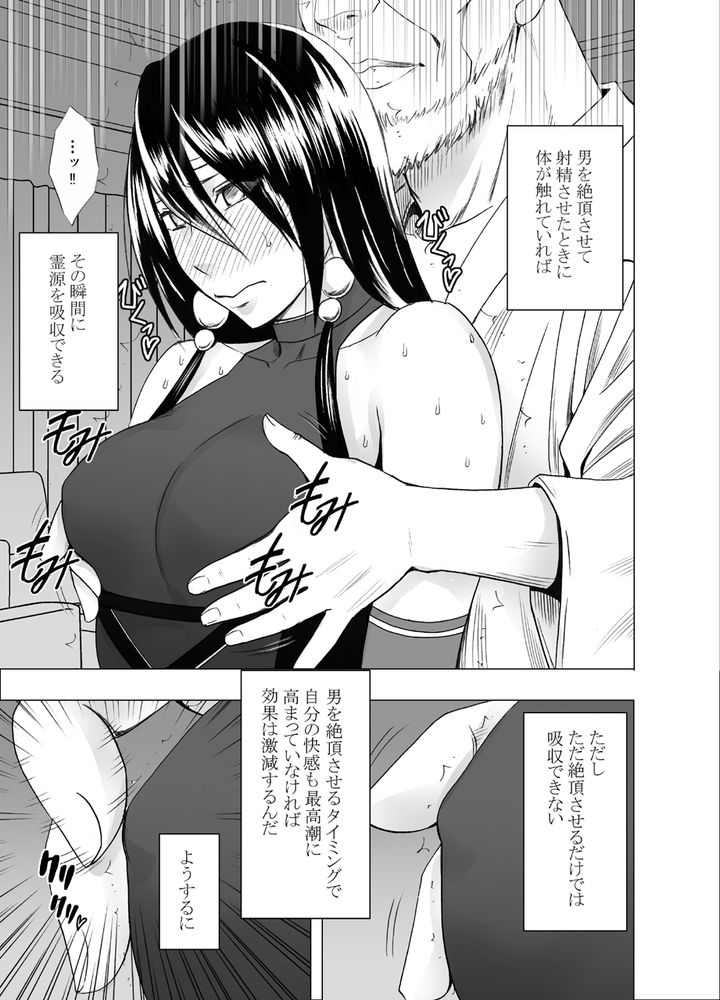 男を絶頂させて
射精させたときに
体が触れていれば
…ッ!!
その瞬間に
霊源を吸収できる
びくっ
びくっ
もみ
もみ
もみ
もみ
ただし
ただ絶頂させるだけでは
吸収できない
男を絶頂させるタイミングで
自分の快感も最高潮に
高まっていなければ
効果は激減するんだ
ようするに
クリ
クリ